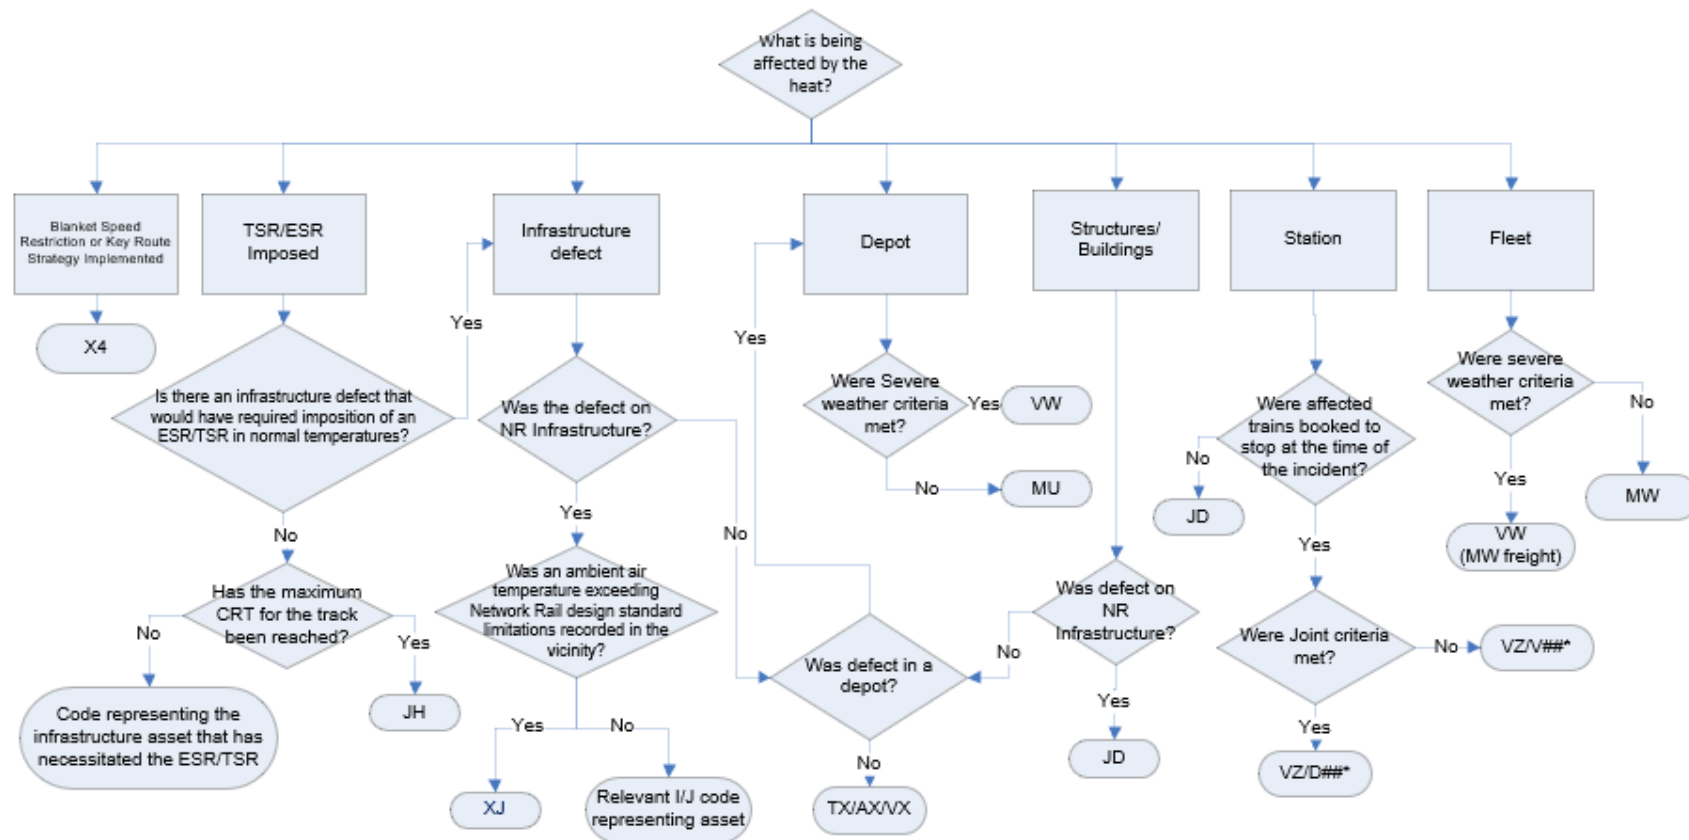 What is being
affected by the
heat?
Blanket Speed
Restriction or Key Route
Strategy Implemented
TSR/ESR
Imposed
Infrastructure
defect
Depot
Structures/
Buildings
Station
Fleet
X4
Yes
Is there an infrastructure defect that
would have required imposition of an
ESR/TSR in normal temperatures?
Was the defect on
NR Infrastructure?
Yes
Were Severe
weather criteria
met?
Yes
VW
No
MU
Were affected
trains booked to
stop at the time of
the incident?
No
JD
Were severe
weather criteria
met?
No
MW
Yes
VW
(MW freight)
No
Yes
No
Yes
Has the maximum
CRT for the track
been reached?
No
Yes
JH
Code representing the
infrastructure asset that has
necessitated the ESR/TSR
Was an ambient air
temperature exceeding
Network Rail design standard
limitations recorded in the
vicinity?
Yes
No
XJ
Relevant I/J code
representing asset
Was defect in a
depot?
No
TX/AX/VX
Was defect on
NR
Infrastructure?
No
Yes
JD
Were Joint criteria
met?
No
VZ/V##*
Yes
VZ/D##*